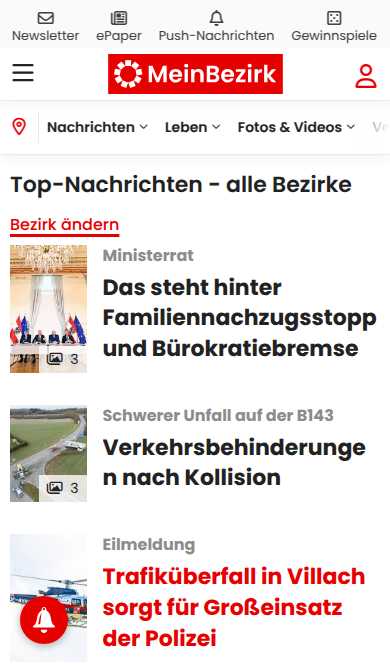 Newsletter ePaper Push-Nachrichten Gewinnspiele
MeinBezirk
Nachrichten Leben Fotos & Videos Ve
Top-Nachrichten - alle Bezirke
Bezirk ändern
Ministerrat
Das steht hinter
Familiennachzugsstopp
und Bürokratiebremse
3
Schwerer Unfall auf der B143
Verkehrsbehinderunge
n nach Kollision
3
Eilmeldung
Trafiküberfall in Villach
sorgt für Großeinsatz
der Polizei